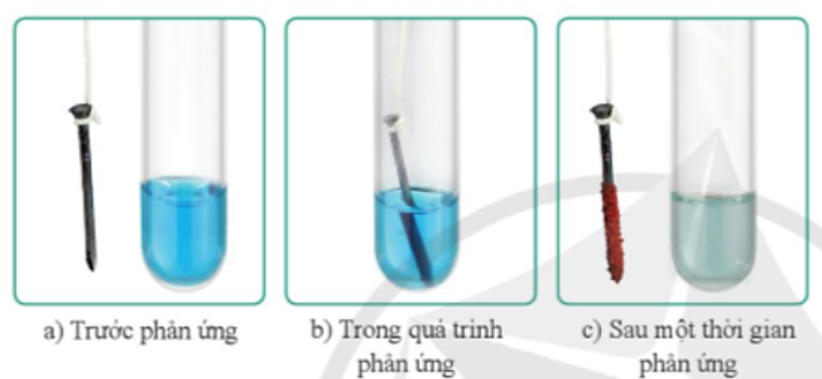 a) Trước phản ứng
b) Trong quá trình
phản ứng
c) Sau một thời gian
phản ứng